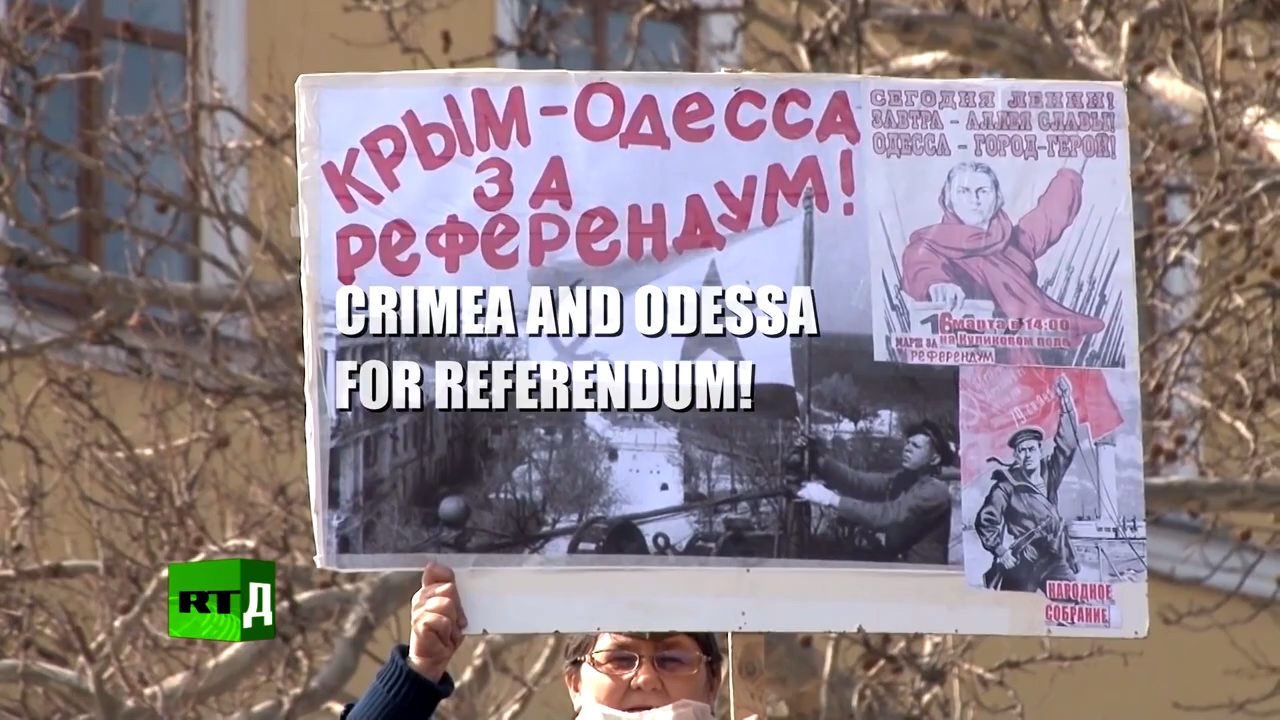 КРЫМ-ОДЕССА
ЗА
РЕФЕРЕНДУМ!
CRIMEA AND ODESSA
FOR REFERENDUM!
СЕГОДНЯ ЛЕНИН!
ЗАВТРА - АЛЛЕЯ СЛАВЫ!
ОДЕССА - ГОРОД-ГЕРОЙ!
16 марта в 14:00
на Куликовом поле
МАРШ ЗА
РЕФЕРЕНДУМ
НАРОДНОЕ
СОБРАНИЕ
RTД